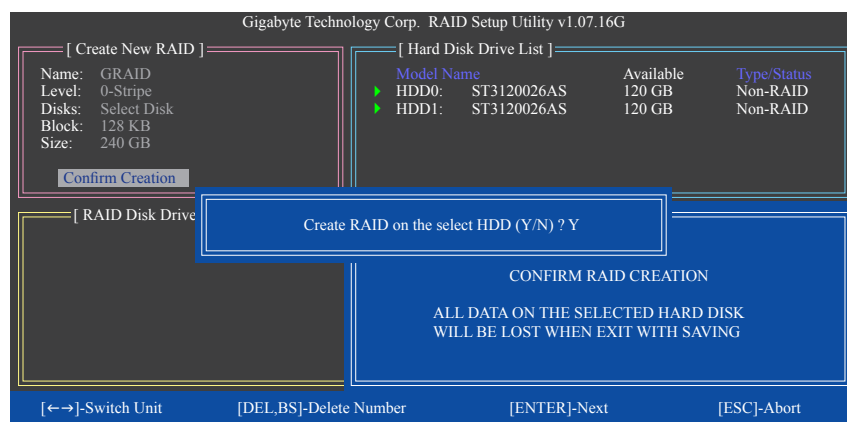 Gigabyte Technology Corp. RAID Setup Utility v1.07.16G
[ Create New RAID ]
Name: GRAID
Level: 0-Stripe
Disks: Select Disk
Block: 128 KB
Size: 240 GB
Confirm Creation
[ Hard Disk Drive List ]
Model Name Available Type/Status
HDD0: ST3120026AS 120 GB Non-RAID
HDD1: ST3120026AS 120 GB Non-RAID
[ RAID Disk Drive
Create RAID on the select HDD (Y/N) ? Y
CONFIRM RAID CREATION
ALL DATA ON THE SELECTED HARD DISK
WILL BE LOST WHEN EXIT WITH SAVING
[←→]-Switch Unit [DEL,BS]-Delete Number [ENTER]-Next [ESC]-Abort